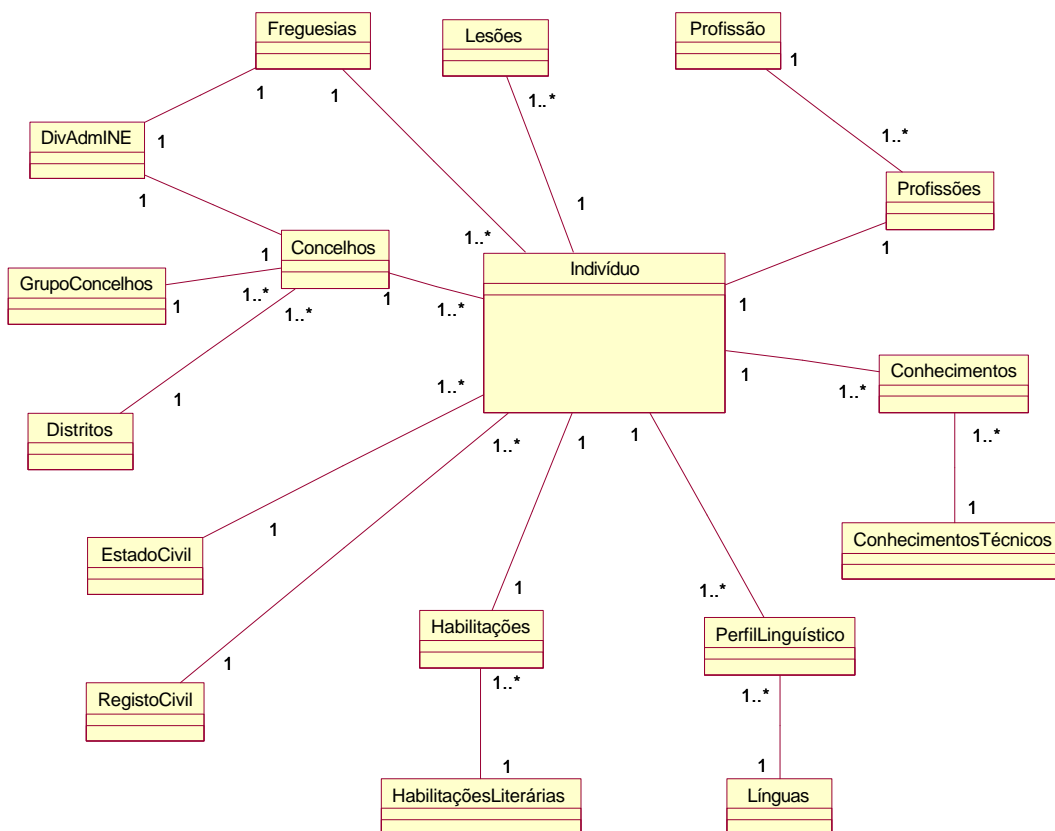 Freguesias
Lesões
Profissão
1
1
1
1..*
1..*
DivAdmINE
1
1
1
Profissões
1
1
1..*
Concelhos
1
Indivíduo
GrupoConcelhos
1
1..*
1..*
1
1..*
1
1
1..*
Conhecimentos
1..*
1
Distritos
1..*
1
1
1..*
1
1
EstadoCivil
ConhecimentosTécnicos
1
1..*
Habilitações
PerfilLinguístico
1
RegistoCivil
1..*
1..*
1
1
HabilitaçõesLiterárias
Línguas